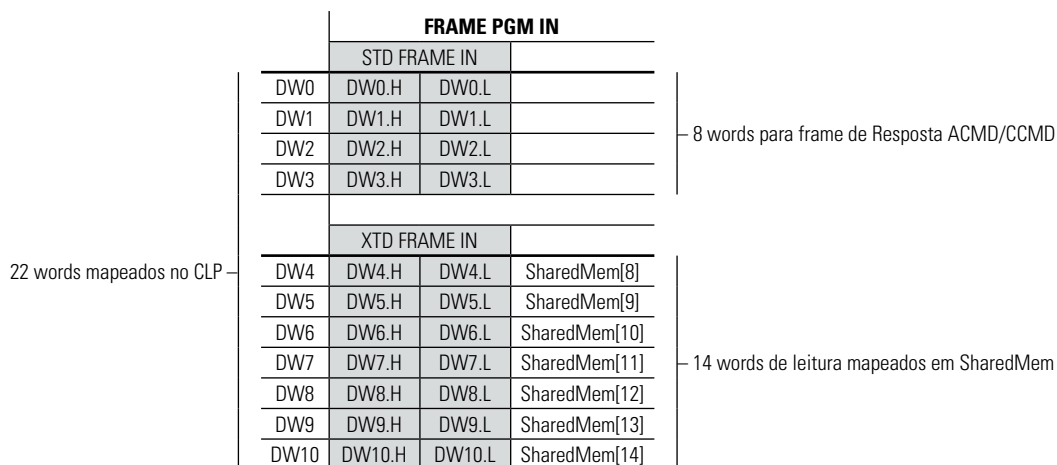 FRAME PGM IN
STD FRAME IN
DW0 DW0.H DW0.L
DW1 DW1.H DW1.L
8 words para frame de Resposta ACMD/CCMD
DW2 DW2.H DW2.L
DW3 DW3.H DW3.L
XTD FRAME IN
22 words mapeados no CLP
DW4 DW4.H DW4.L SharedMem[8]
DW5 DW5.H DW5.L SharedMem[9]
DW6 DW6.H DW6.L SharedMem[10]
DW7 DW7.H DW7.L SharedMem[11]
14 words de leitura mapeados em SharedMem
DW8 DW8.H DW8.L SharedMem[12]
DW9 DW9.H DW9.L SharedMem[13]
DW10 DW10.H DW10.L SharedMem[14]